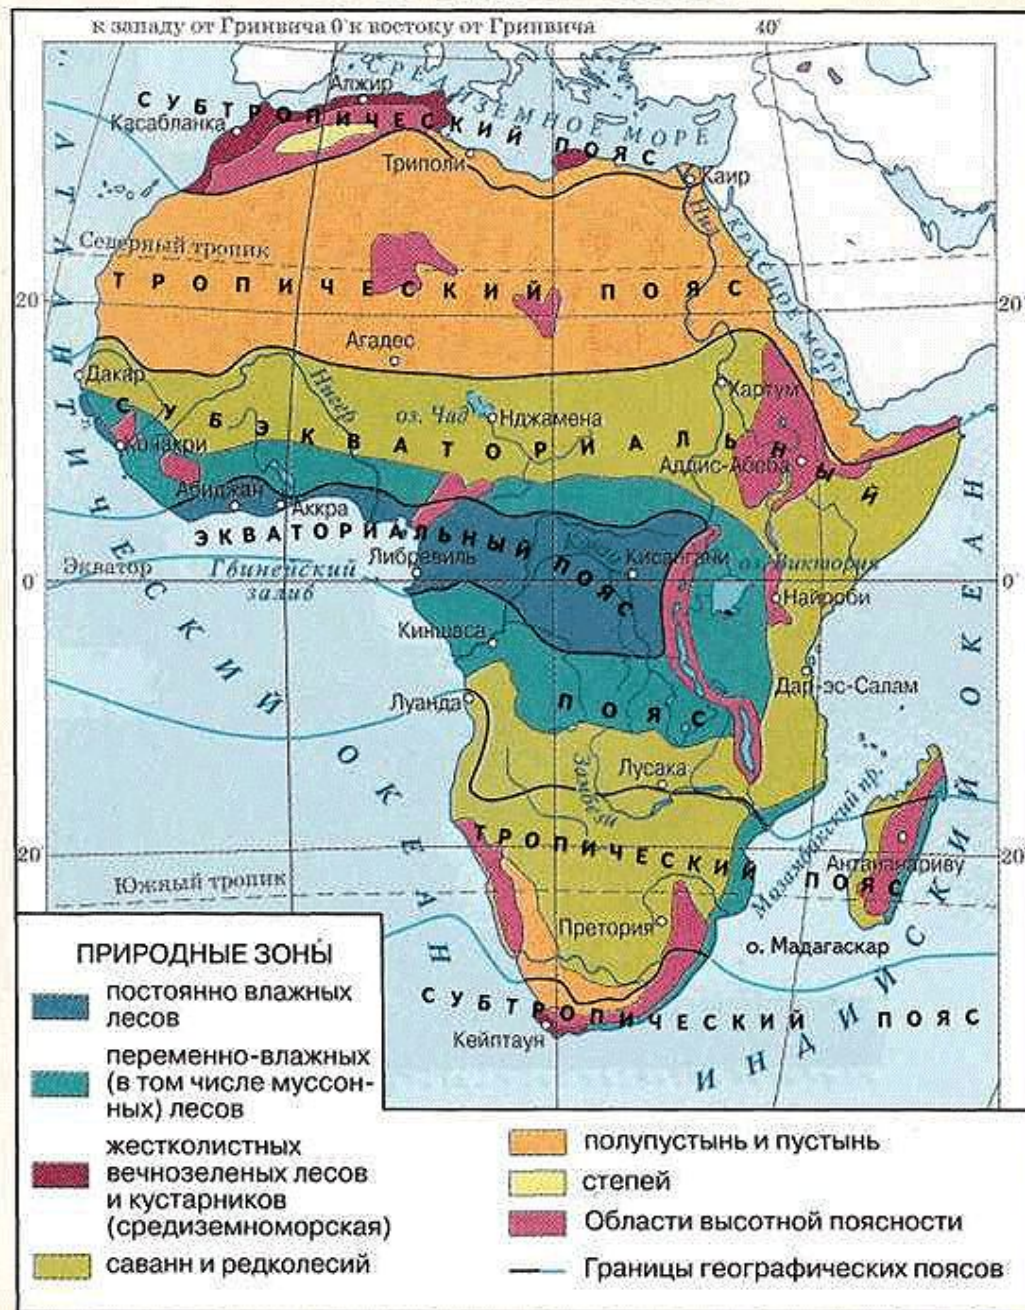 к западу от Гринвича 0° к востоку от Гринвича
40°
СРЕДИЗЕМНОЕ МОРЕ
Алжир
СУБТРОПИЧЕСКИЙ ПОЯС
Касабланка
Триполи
Каир
Нил
КРАСНОЕ МОРЕ
АТЛАНТИЧЕСКИЙ ОКЕАН
Северный тропик
ТРОПИЧЕСКИЙ ПОЯС
20°
20°
Агадес
Дакар
Нигер
оз. Чад
Нджамена
Хартум
СУБЭКВАТОРИАЛЬНЫЙ
Конакри
Аддис-Абеба
Абиджан
Аккра
ЭКВАТОРИАЛЬНЫЙ ПОЯС
Либревиль
Кисангани
оз. Виктория
Экватор
Гвинейский
залив
0°
0°
Найроби
Киншаса
Дар-эс-Салам
Луанда
ПОЯС
Лусака
Замбези
Мозамбикский пр.
ТРОПИЧЕСКИЙ ПОЯС
Антананариву
20°
20°
Южный тропик
Претория
о. Мадагаскар
СУБТРОПИЧЕСКИЙ ПОЯС
Кейптаун
ИНДИЙСКИЙ ОКЕАН
ПРИРОДНЫЕ ЗОНЫ
постоянно влажных
лесов
переменно-влажных
(в том числе муссон-
ных) лесов
жестколистных
вечнозеленых лесов
и кустарников
(средиземноморская)
саванн и редколесий
полупустынь и пустынь
степей
Области высотной поясности
Границы географических поясов